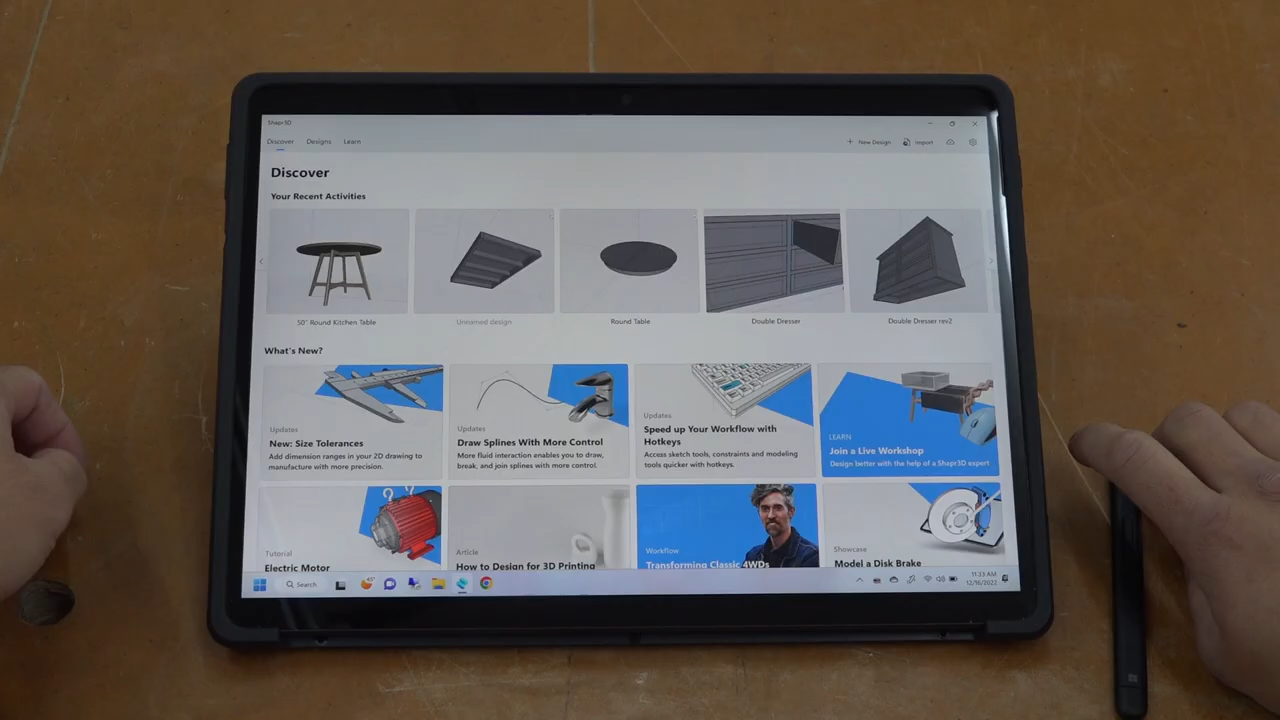 Shapr3D
Discover Designs Learn
New Design Import
Discover
Your Recent Activities
50" Round Kitchen Table
Unnamed design
Round Table
Double Dresser
Double Dresser rev2
What's New?
Updates
New: Size Tolerances
Add dimension ranges in your 2D drawing to
manufacture with more precision.
Updates
Draw Splines With More Control
More fluid interaction enables you to draw,
break, and join splines with more control.
Updates
Speed up Your Workflow with
Hotkeys
Access sketch tools, constraints and modeling
tools quicker with hotkeys.
LEARN
Join a Live Workshop
Design better with the help of a Shapr3D expert
Tutorial
Electric Motor
Article
How to Design for 3D Printing
Workflow
Transforming Classic 4WDs
Showcase
Model a Disk Brake
Search
45°
11:33 AM
12/16/2022